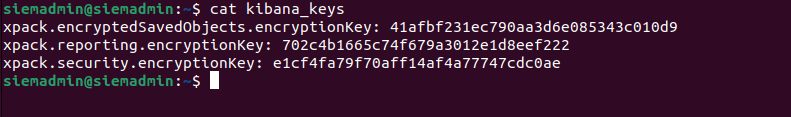 siemadmin@siemadmin:~$ cat kibana_keys
xpack.encryptedSavedObjects.encryptionKey: 41afbf231ec790aa3d6e085343c010d9
xpack.reporting.encryptionKey: 702c4b1665c74f679a3012e1d8eef222
xpack.security.encryptionKey: e1cf4fa79f70aff14af4a77747cdc0ae
siemadmin@siemadmin:~$